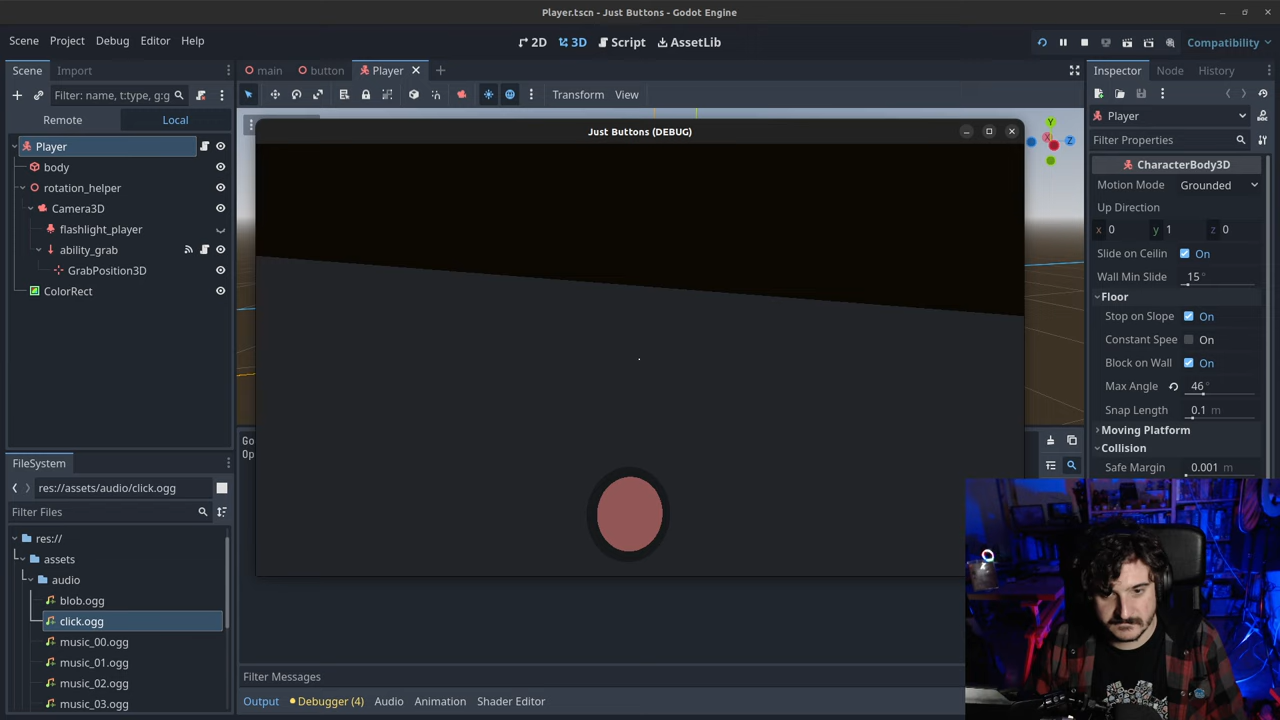 Player.tscn - Just Buttons - Godot Engine
Scene Project Debug Editor Help
2D 3D Script AssetLib
Compatibility
Scene Import
main button Player
Inspector Node History
Filter: name, t:type, g:g
Transform View
Player
Remote Local
Filter Properties
Player
body
rotation_helper
Camera3D
flashlight_player
ability_grab
GrabPosition3D
ColorRect
Just Buttons (DEBUG)
Y
X
Z
CharacterBody3D
Motion Mode Grounded
Up Direction
x 0 y 1 z 0
Slide on Ceilin On
Wall Min Slide 15 °
Floor
Stop on Slope On
Constant Spee On
Block on Wall On
Max Angle 46 °
Snap Length 0.1 m
Moving Platform
Collision
Safe Margin 0.001 m
Go
Op
FileSystem
res://assets/audio/click.ogg
Filter Files
res://
assets
audio
blob.ogg
click.ogg
music_00.ogg
music_01.ogg
music_02.ogg
music_03.ogg
Filter Messages
Output Debugger (4) Audio Animation Shader Editor